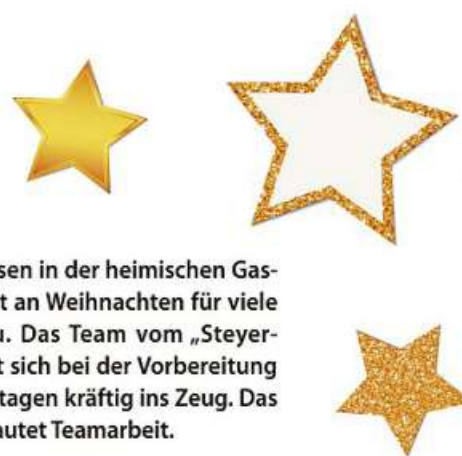 sen in der heimischen Gas-
t an Weihnachten für viele
u. Das Team vom „Steyer-
t sich bei der Vorbereitung
tagen kräftig ins Zeug. Das
autet Teamarbeit.